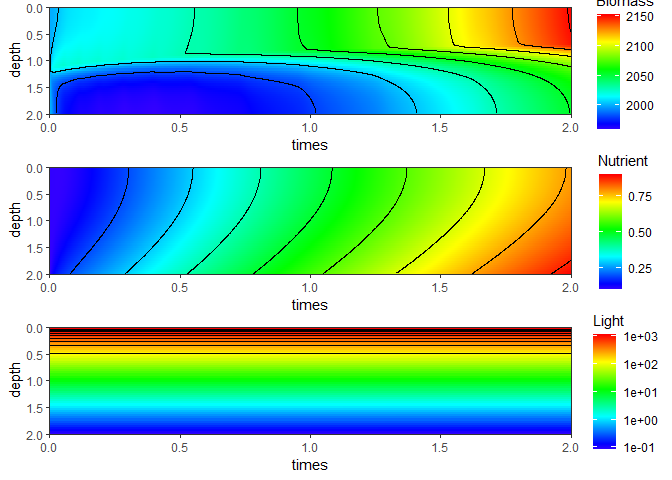 Biomass
0.0
0.5
1.0
1.5
2.0
depth
0.0 0.5 1.0 1.5 2.0
times
2150
2100
2050
2000
Nutrient
0.0
0.5
1.0
1.5
2.0
depth
0.0 0.5 1.0 1.5 2.0
times
0.75
0.50
0.25
Light
0.0
0.5
1.0
1.5
2.0
depth
0.0 0.5 1.0 1.5 2.0
times
1e+03
1e+02
1e+01
1e+00
1e-01